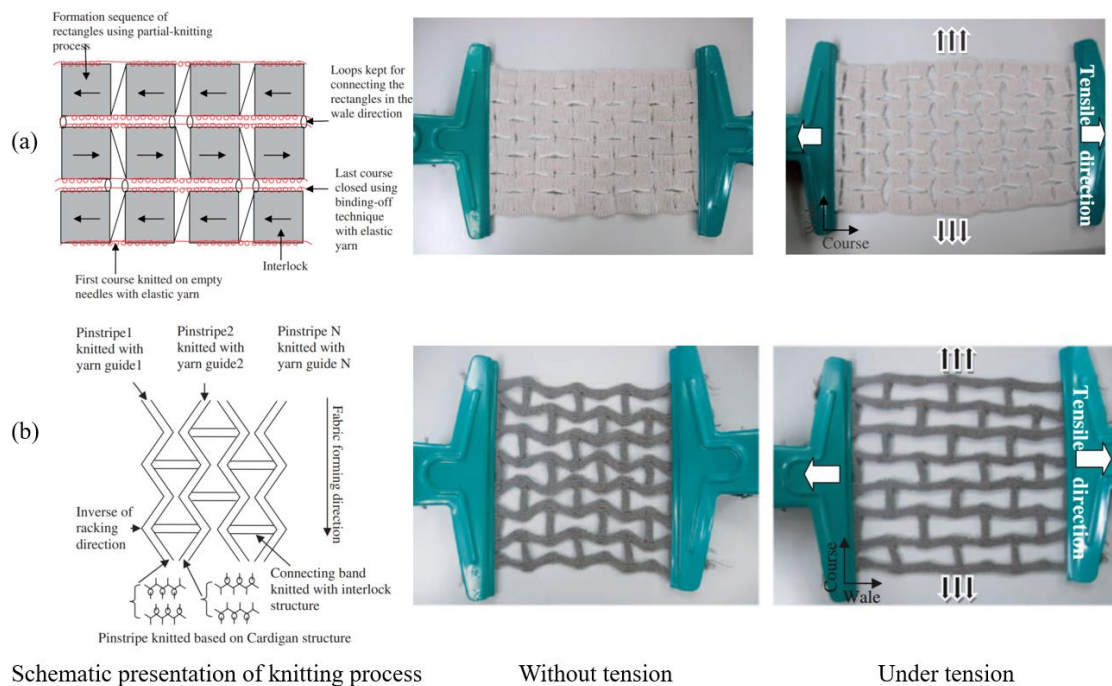 Formation sequence of
rectangles using partial-knitting
process
Loops kept for
connecting the
rectangles in the
wale direction
(a)
Last course
closed using
binding-off
technique
with elastic
yarn
Interlock
First course knitted on empty
needles with elastic yarn
Tensile direction
Course
Pinstripe1
knitted with
yarn guide1
Pinstripe2
knitted with
yarn guide2
Pinstripe N
knitted with
yarn guide N
(b)
Fabric forming direction
Inverse of
racking
direction
Connecting band
knitted with interlock
structure
Pinstripe knitted based on Cardigan structure
Tensile direction
Course
Wale
Schematic presentation of knitting process
Without tension
Under tension